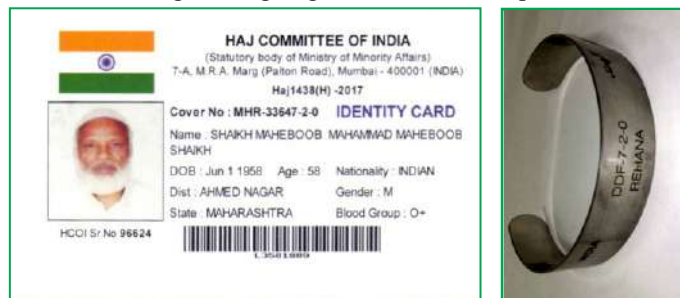 HAJ COMMITTEE OF INDIA
(Statutory body of Ministry of Minority Affairs)
7-A, M.R.A. Marg (Palton Road), Mumbai - 400001 (INDIA)
Haj1438(H) -2017
Cover No : MHR-33647-2-0 IDENTITY CARD
Name : SHAIKH MAHEBOOB MAHAMMAD MAHEBOOB
SHAIKH
DOB : Jun 1 1958 Age : 58 Nationality : INDIAN
Dist : AHMED NAGAR Gender : M
State : MAHARASHTRA Blood Group : O+
HCOI Sr.No 96624
DDF-7-2-0
REHANA